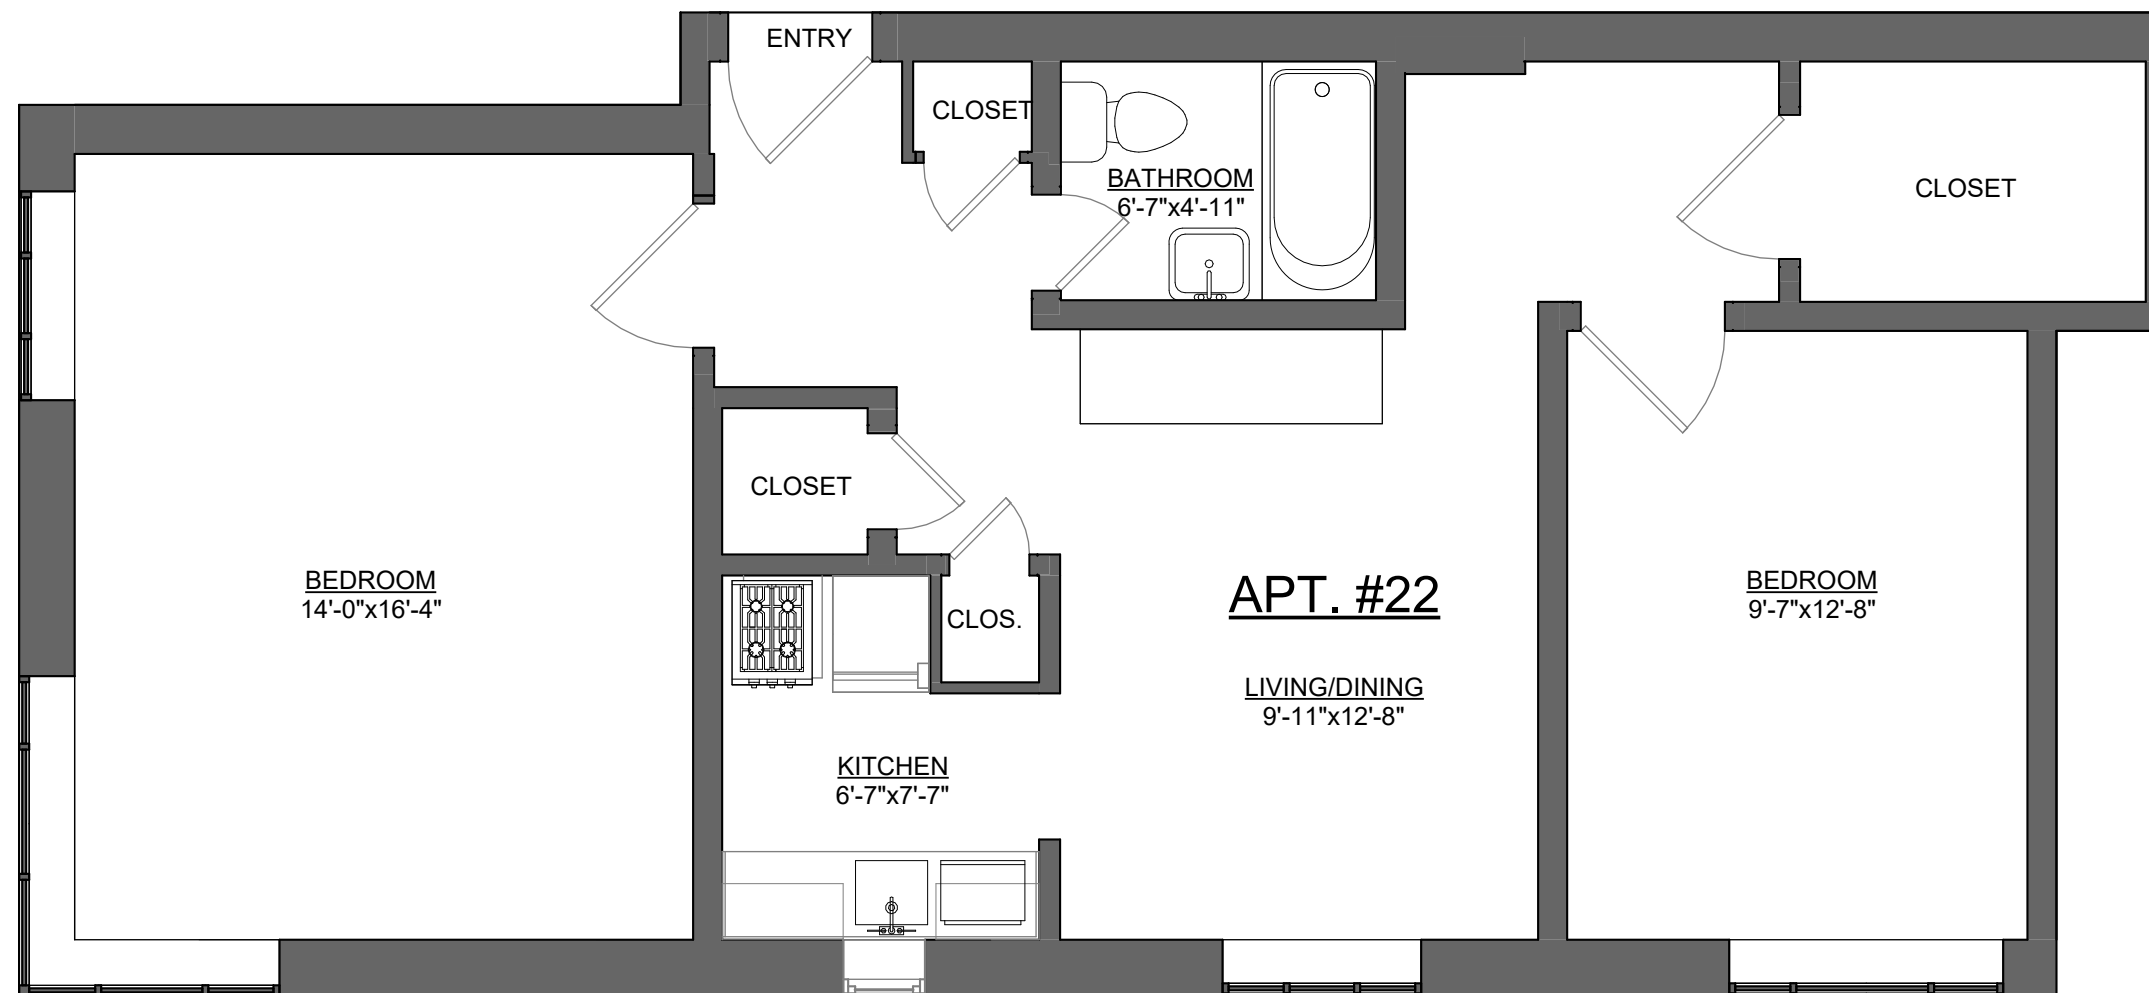 ENTRY
CLOSET
BATHROOM
6'-7"x4'-11"
CLOSET
CLOSET
BEDROOM
14'-0"x16'-4"
CLOS.
APT. #22
BEDROOM
9'-7"x12'-8"
LIVING/DINING
9'-11"x12'-8"
KITCHEN
6'-7"x7'-7"